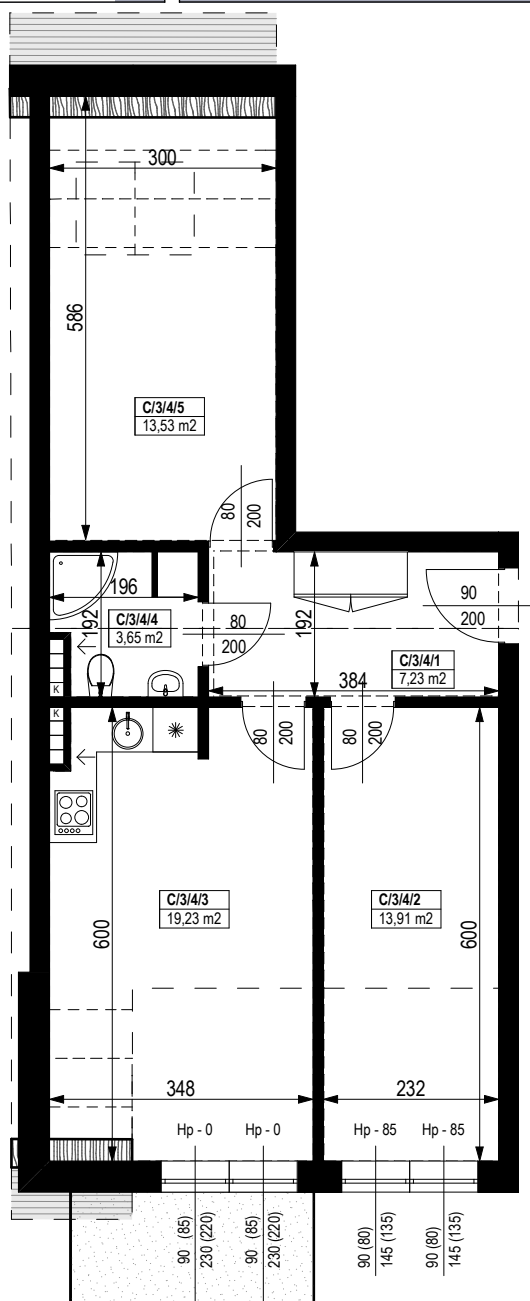 300
586
C/3/4/5
13,53 m2
80
200
196
192
C/3/4/4
3,65 m2
80
200
192
90
200
C/3/4/1
7,23 m2
384
K
K
80
200
80
200
C/3/4/3
19,23 m2
C/3/4/2
13,91 m2
600
600
348
232
Hp - 0
Hp - 0
Hp - 85
Hp - 85
90 (85)
230 (220)
90 (85)
230 (220)
90 (80)
145 (135)
90 (80)
145 (135)